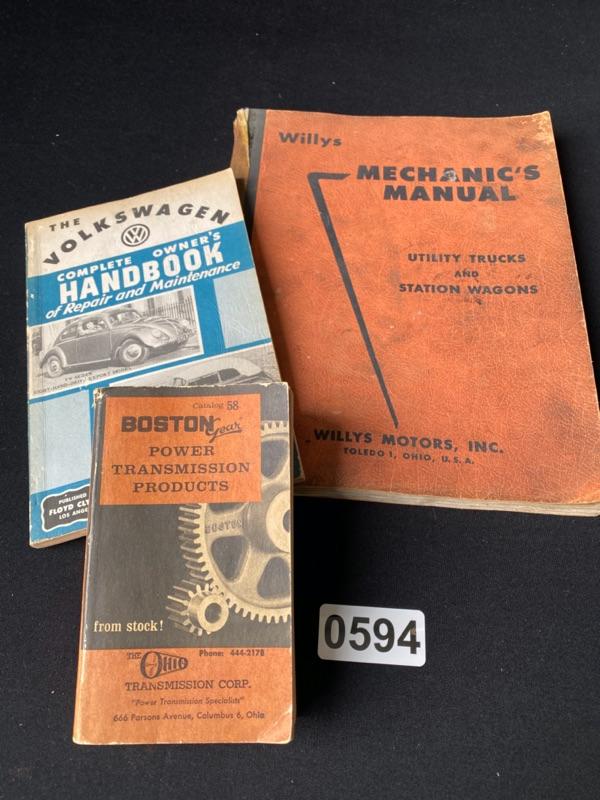 Willys
MECHANIC'S
MANUAL
UTILITY TRUCKS
AND
STATION WAGONS
WILLYS MOTORS, INC.
TOLEDO 1, OHIO, U.S.A.
THE
VOLKSWAGEN
COMPLETE OWNER'S
HANDBOOK
of Repair and Maintenance
PUBLISHED
FLOYD CLY
LOS ANGE
Catalog 58
BOSTON Gear
POWER
TRANSMISSION
PRODUCTS
BOSTON
from stock!
THE OHIO
Phone: 444-2178
TRANSMISSION CORP.
"Power Transmission Specialists"
666 Parsons Avenue, Columbus 6, Ohio
0594